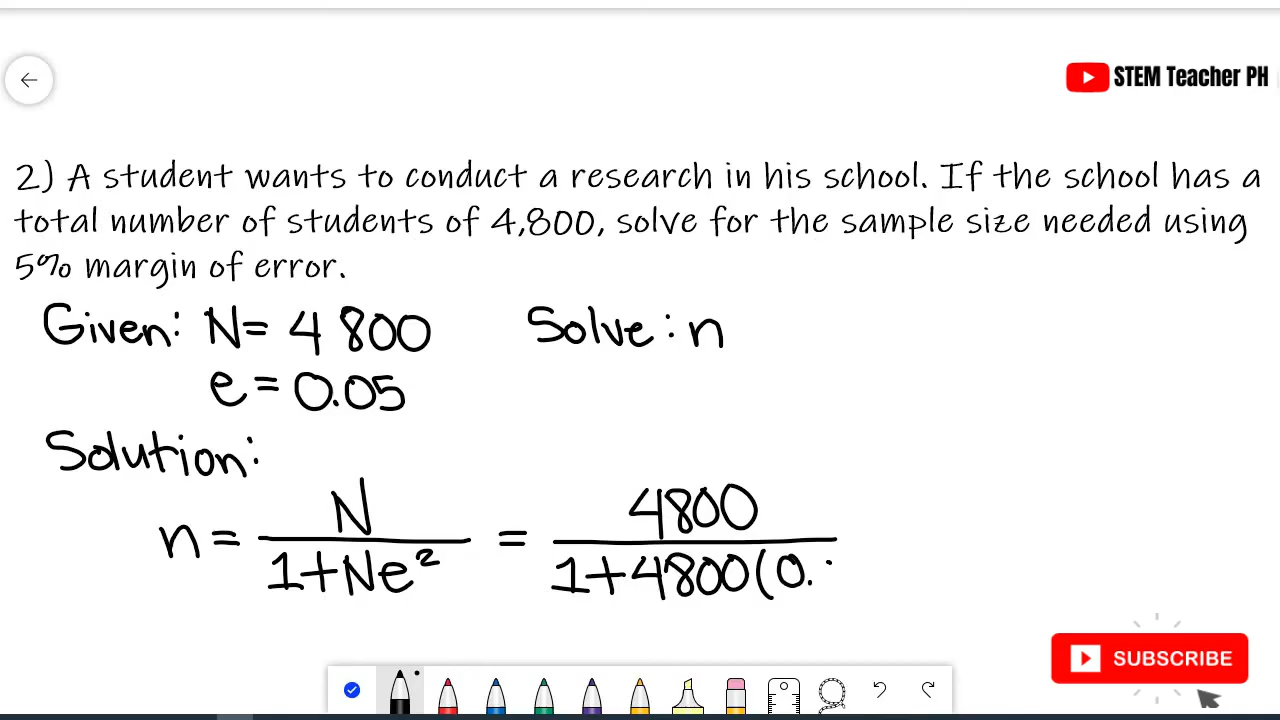 STEM Teacher PH
2) A student wants to conduct a research in his school. If the school has a
total number of students of 4,800, solve for the sample size needed using
5% margin of error.
Given: N= 4 800 Solve: n
e = 0.05
Solution:
n = N / 1+Ne² = 4800 / 1+4800(0.
SUBSCRIBE